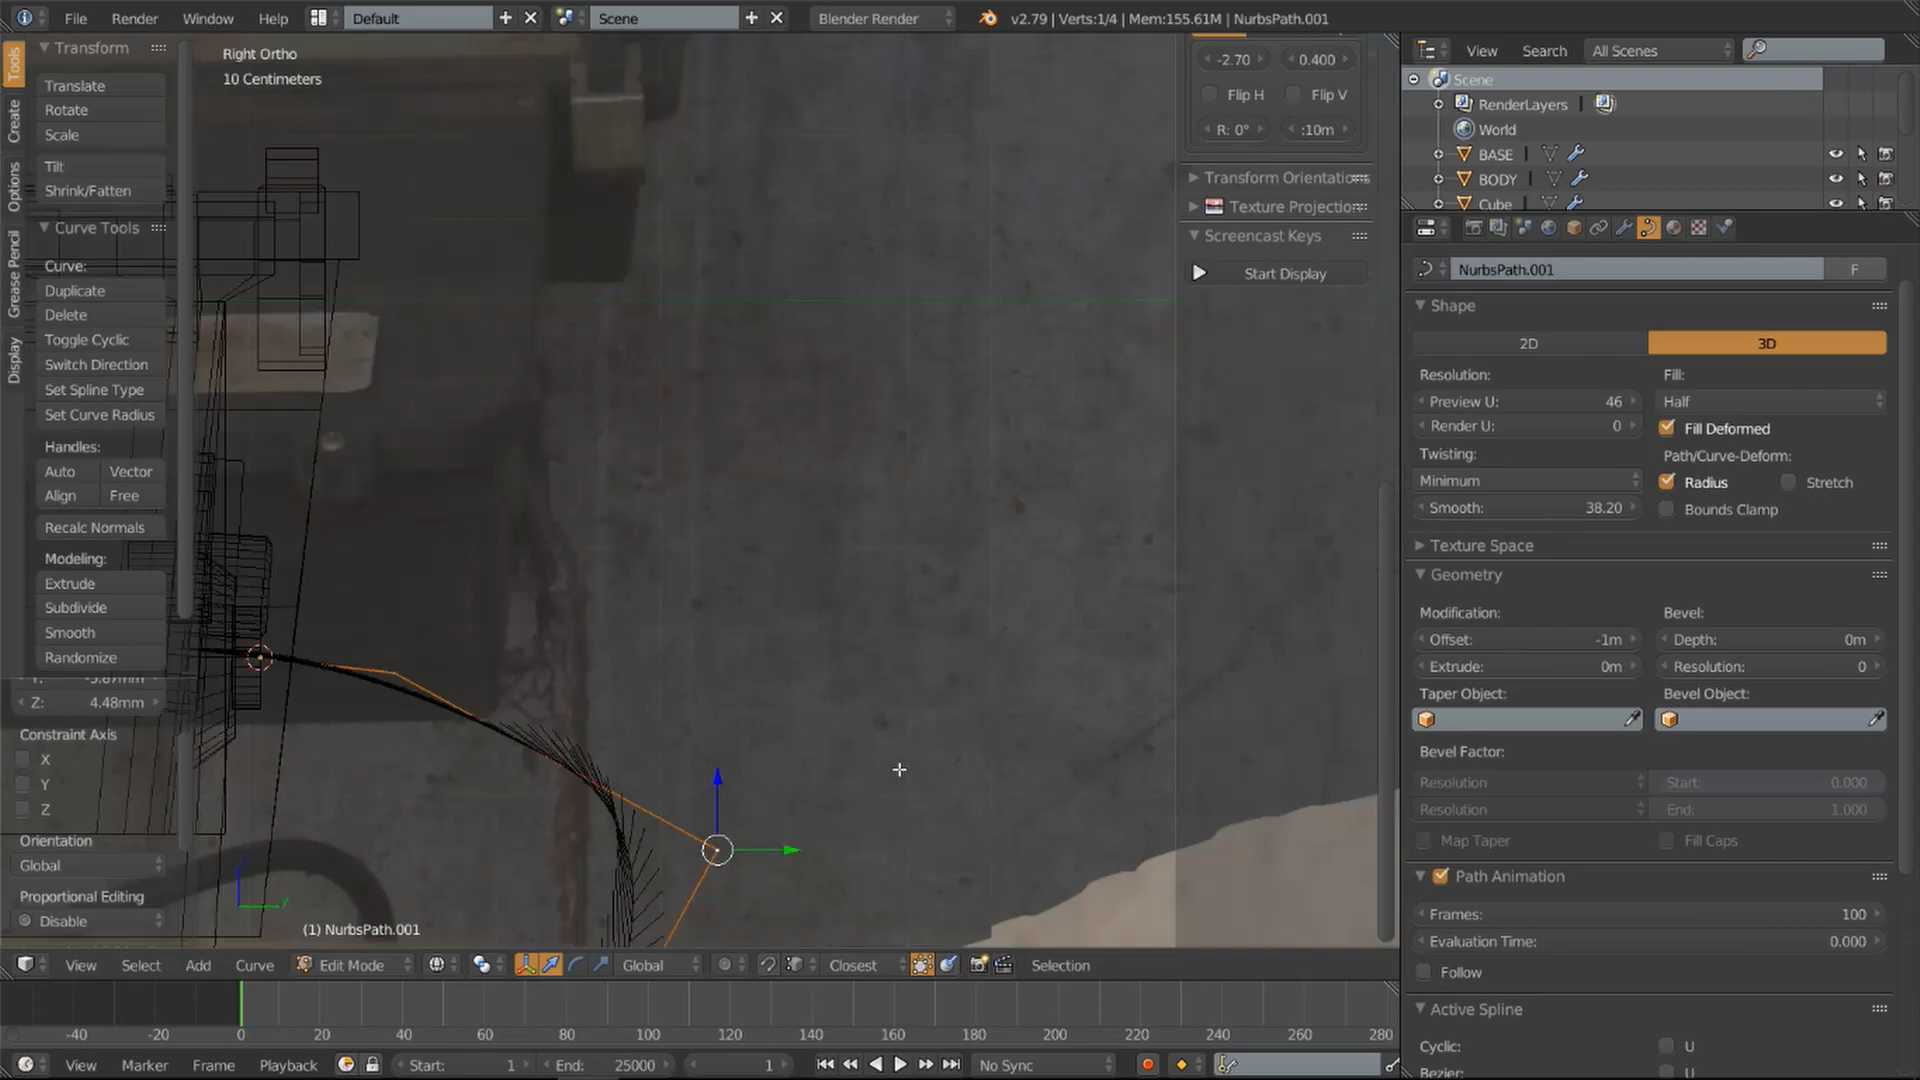 File Render Window Help Default Scene Blender Render v2.79 | Verts:1/4 | Mem:155.61M | NurbsPath.001
Tools
Create
Options
Grease Pencil
Display
Transform
Translate
Rotate
Scale
Tilt
Shrink/Fatten
Curve Tools
Curve:
Duplicate
Delete
Toggle Cyclic
Switch Direction
Set Spline Type
Set Curve Radius
Handles:
Auto Vector
Align Free
Recalc Normals
Modeling:
Extrude
Subdivide
Smooth
Randomize
Z: 4.48mm
Constraint Axis
X
Y
Z
Orientation
Global
Proportional Editing
Disable
Right Ortho
10 Centimeters
y
(1) NurbsPath.001
-2.70 0.400
Flip H Flip V
R: 0° :10m
Transform Orientation
Texture Projection
Screencast Keys
Start Display
View Select Add Curve Edit Mode Global Closest Selection
-40 -20 0 20 40 60 80 100 120 140 160 180 200 220 240 260 280
View Marker Frame Playback Start: 1 End: 25000 1 No Sync
View Search All Scenes
Scene
RenderLayers |
World
BASE |
BODY |
Cube |
NurbsPath.001 F
Shape
2D 3D
Resolution: Fill:
Preview U: 46 Half
Render U: 0 Fill Deformed
Twisting: Path/Curve-Deform:
Minimum Radius Stretch
Smooth: 38.20 Bounds Clamp
Texture Space
Geometry
Modification: Bevel:
Offset: -1m Depth: 0m
Extrude: 0m Resolution: 0
Taper Object: Bevel Object:
Bevel Factor:
Resolution Start: 0.000
Resolution End: 1.000
Map Taper Fill Caps
Path Animation
Frames: 100
Evaluation Time: 0.000
Follow
Active Spline
Cyclic: U
Bezier: U